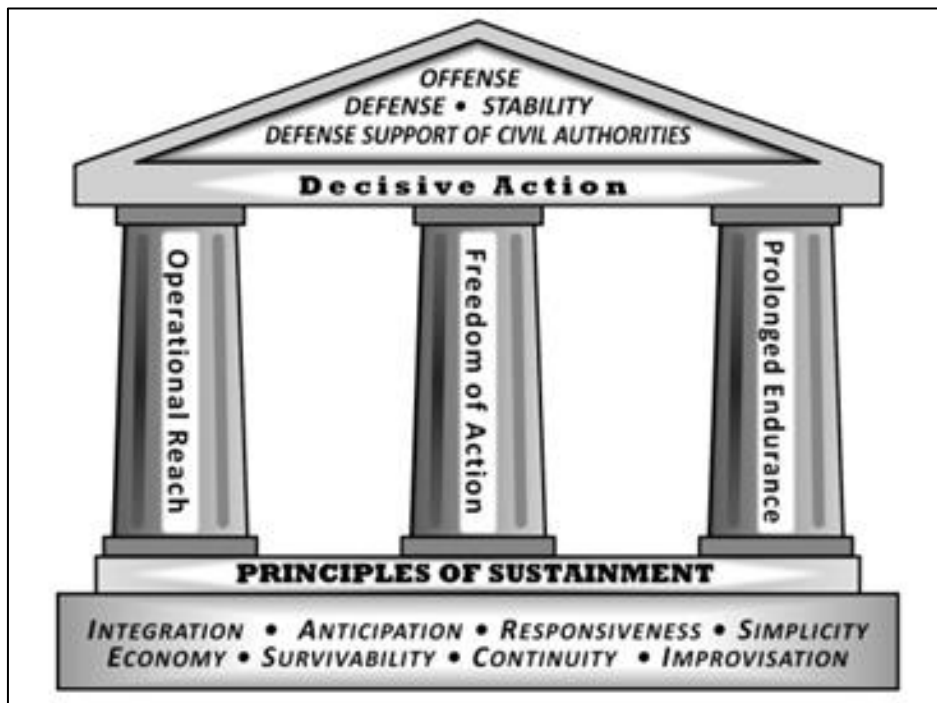 OFFENSE
DEFENSE • STABILITY
DEFENSE SUPPORT OF CIVIL AUTHORITIES
Decisive Action
Operational Reach
Freedom of Action
Prolonged Endurance
PRINCIPLES OF SUSTAINMENT
INTEGRATION • ANTICIPATION • RESPONSIVENESS • SIMPLICITY
ECONOMY • SURVIVABILITY • CONTINUITY • IMPROVISATION